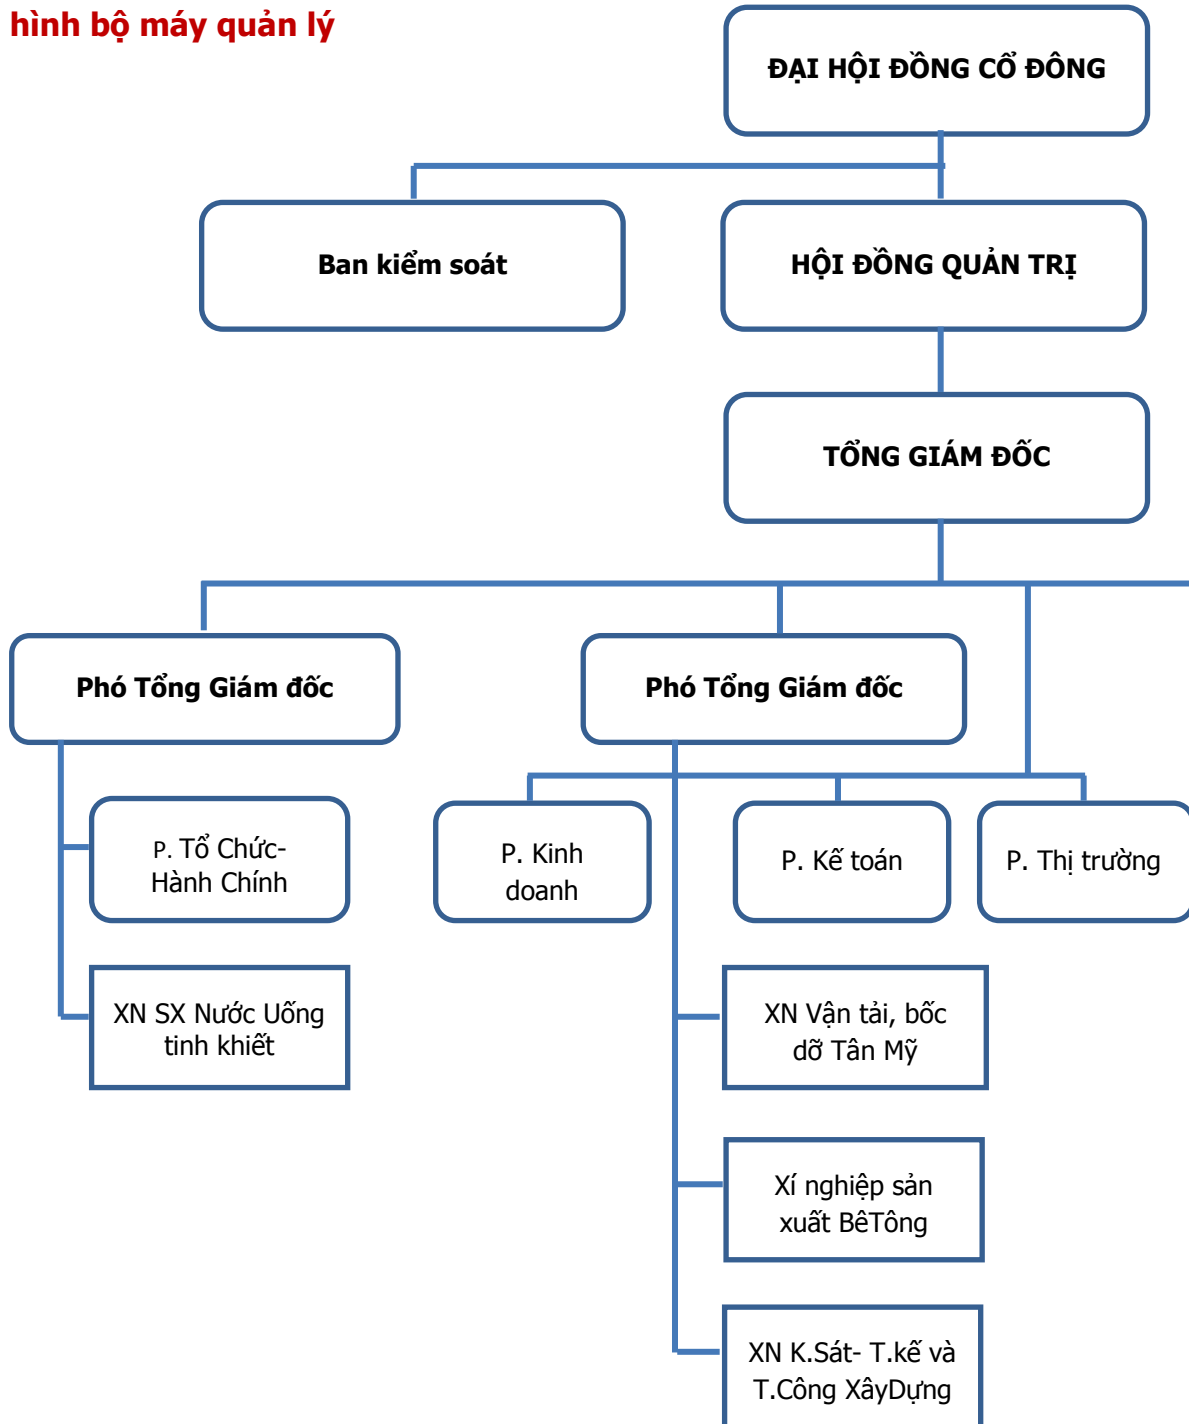 hình bộ máy quản lý
ĐẠI HỘI ĐỒNG CỔ ĐÔNG
Ban kiểm soát
HỘI ĐỒNG QUẢN TRỊ
TỔNG GIÁM ĐỐC
Phó Tổng Giám đốc
Phó Tổng Giám đốc
P. Tổ Chức-
Hành Chính
P. Kinh
doanh
P. Kế toán
P. Thị trường
XN SX Nước Uống
tinh khiết
XN Vận tải, bốc
dỡ Tân Mỹ
Xí nghiệp sản
xuất BêTông
XN K.Sát- T.kế và
T.Công XâyDựng